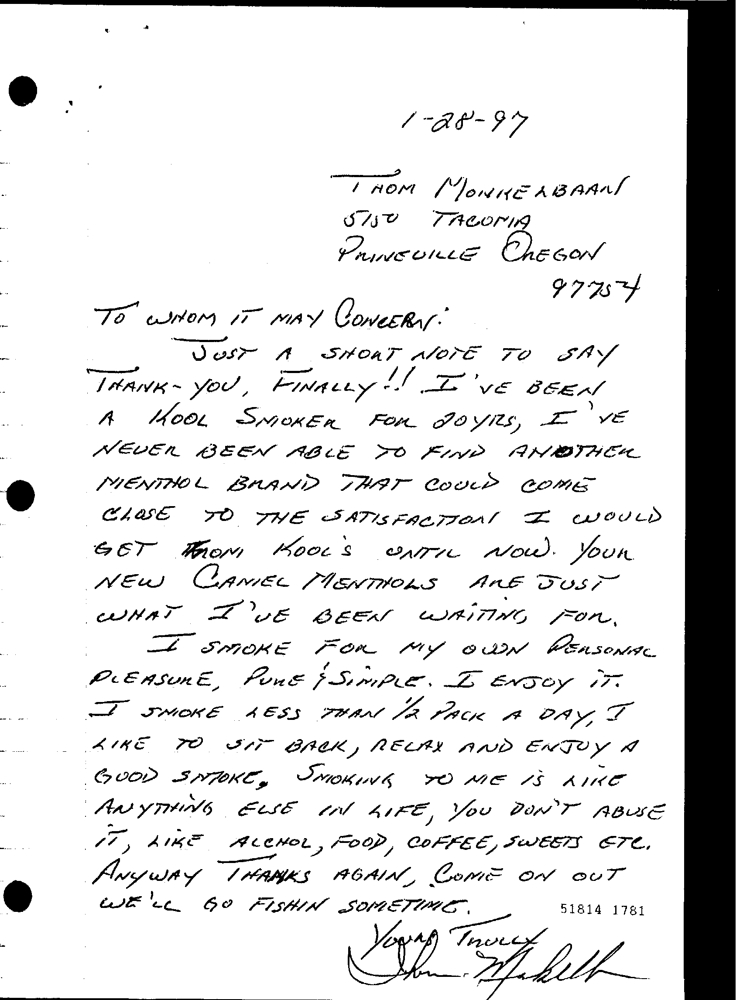 1-28-97
THOM MONKELBAAN
5150 TACOMA
PRINEVILLE OREGON
97754
TO WHOM IT MAY CONCERN:
JUST A SHORT NOTE TO SAY
THANK-YOU, FINALLY!! I'VE BEEN
A KOOL SMOKER FOR 20YRS, I'VE
NEVER BEEN ABLE TO FIND ANOTHER
MENTHOL BRAND THAT COULD COME
CLOSE TO THE SATISFACTION I WOULD
GET FROM KOOL'S UNTIL NOW. YOUR
NEW CAMEL MENTHOLS ARE JUST
WHAT I'VE BEEN WAITING FOR.
I SMOKE FOR MY OWN PERSONAL
PLEASURE, PURE & SIMPLE. I ENJOY IT.
I SMOKE LESS THAN 1/2 PACK A DAY, I
LIKE TO SIT BACK, RELAX AND ENJOY A
GOOD SMOKE. SMOKING TO ME IS LIKE
ANYTHING ELSE IN LIFE, YOU DON'T ABUSE
IT, LIKE ALCHOL, FOOD, COFFEE, SWEETS ETC.
ANYWAY THANKS AGAIN, COME ON OUT
WE'LL GO FISHIN SOMETIME.
51814 1781
YOURS TRULY